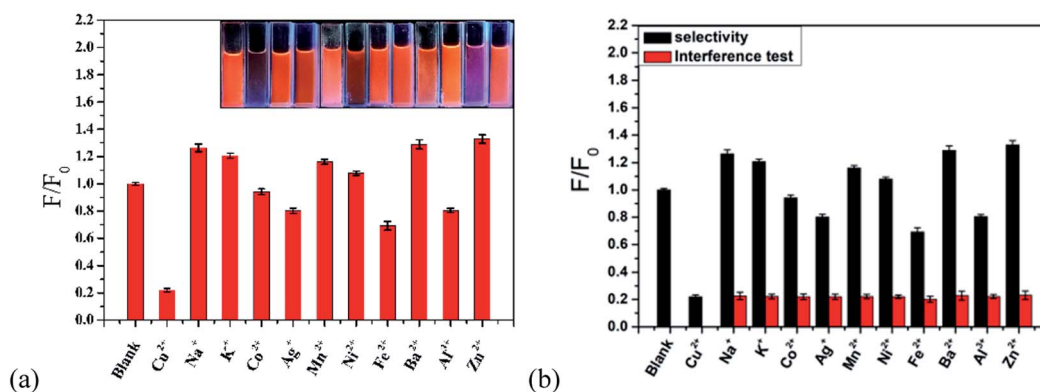 2.2
2.0
1.8
1.6
1.4
1.2
1.0
0.8
0.6
0.4
0.2
0.0
F/F₀
Blank
Cu²⁺
Na⁺
K⁺
Co²⁺
Ag⁺
Mn²⁺
Ni²⁺
Fe²⁺
Ba²⁺
Al³⁺
Zn²⁺
(a)
selectivity
Interference test
2.2
2.0
1.8
1.6
1.4
1.2
1.0
0.8
0.6
0.4
0.2
0.0
F/F₀
Blank
Cu²⁺
Na⁺
K⁺
Co²⁺
Ag⁺
Mn²⁺
Ni²⁺
Fe²⁺
Ba²⁺
Al³⁺
Zn²⁺
(b)